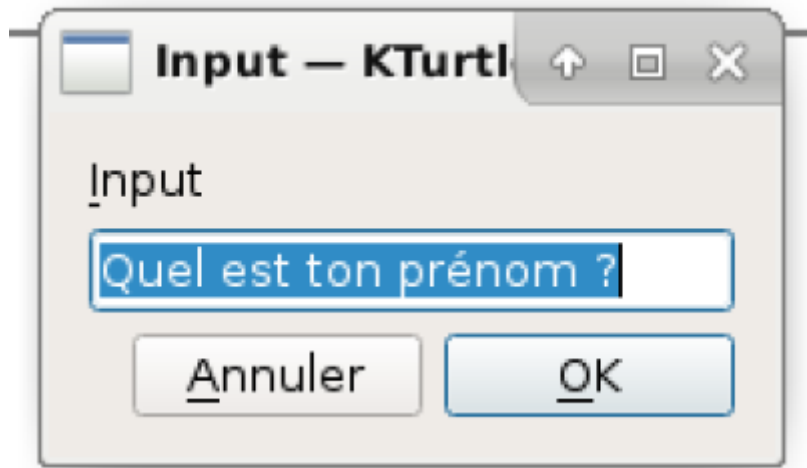 Input — KTurtl
Input
Quel est ton prénom ?
Annuler
OK